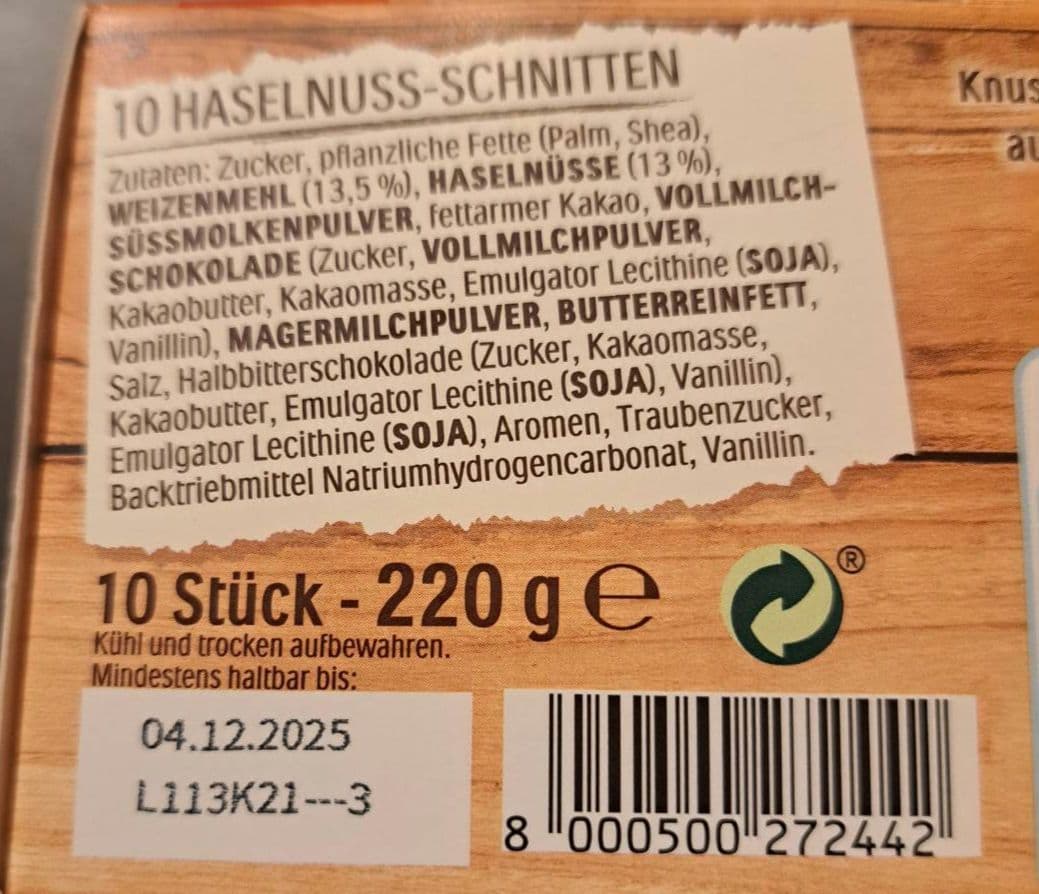 10 HASELNUSS-SCHNITTEN
Zutaten: Zucker, pflanzliche Fette (Palm, Shea),
WEIZENMEHL (13,5 %), HASELNÜSSE (13 %),
SÜSSMOLKENPULVER, fettarmer Kakao, VOLLMILCH-
SCHOKOLADE (Zucker, VOLLMILCHPULVER,
Kakaobutter, Kakaomasse, Emulgator Lecithine (SOJA),
Vanillin), MAGERMILCHPULVER, BUTTERREINFETT,
Salz, Halbbitterschokolade (Zucker, Kakaomasse,
Kakaobutter, Emulgator Lecithine (SOJA), Vanillin),
Emulgator Lecithine (SOJA), Aromen, Traubenzucker,
Backtriebmittel Natriumhydrogencarbonat, Vanillin.
Knus
au
10 Stück - 220 g e
®
Kühl und trocken aufbewahren.
Mindestens haltbar bis:
04.12.2025
L113K21---3
8 000500 272442